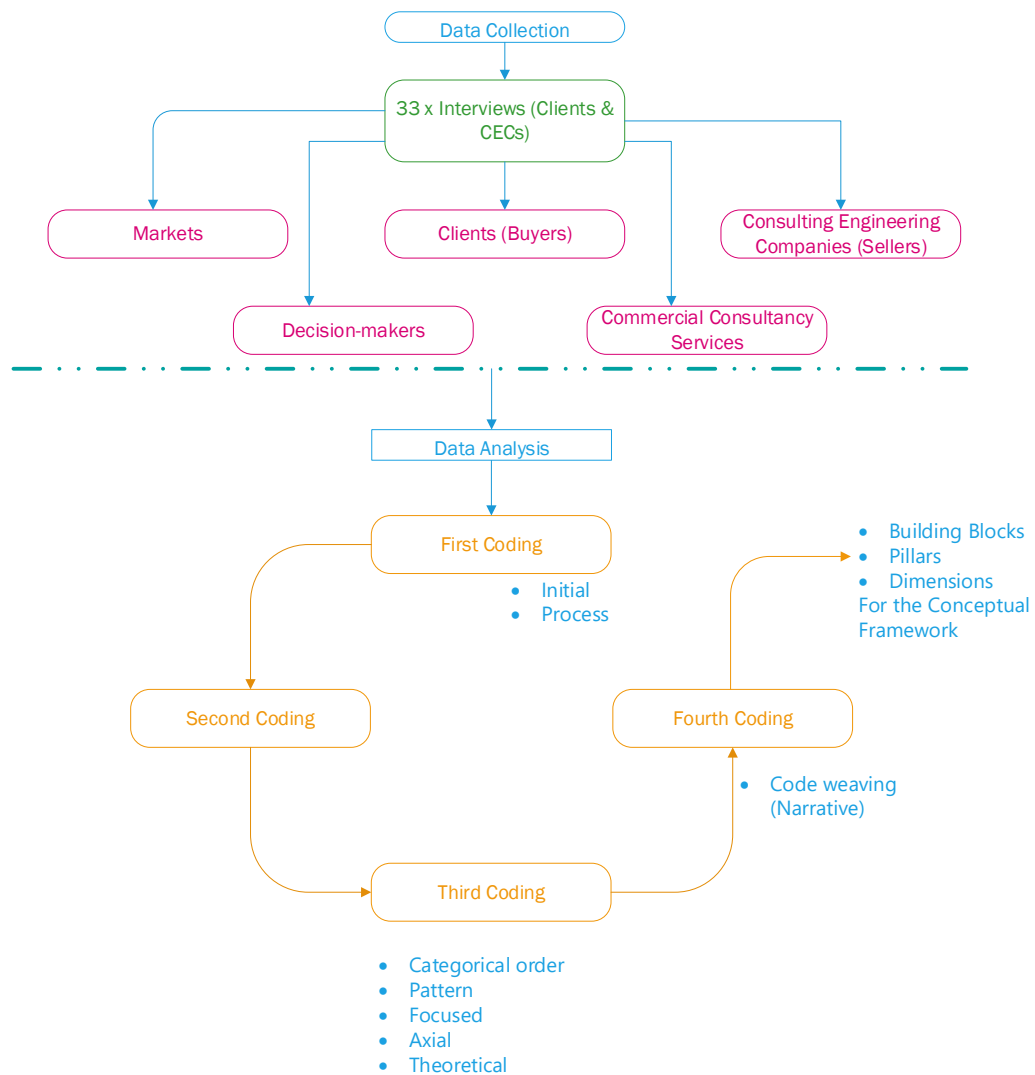 Data Collection
33 x Interviews (Clients &
CECs)
Markets
Clients (Buyers)
Consulting Engineering
Companies (Sellers)
Decision-makers
Commercial Consultancy
Services
Data Analysis
First Coding
• Initial
• Process
• Building Blocks
• Pillars
• Dimensions
For the Conceptual
Framework
Second Coding
Fourth Coding
• Code weaving
(Narrative)
Third Coding
• Categorical order
• Pattern
• Focused
• Axial
• Theoretical